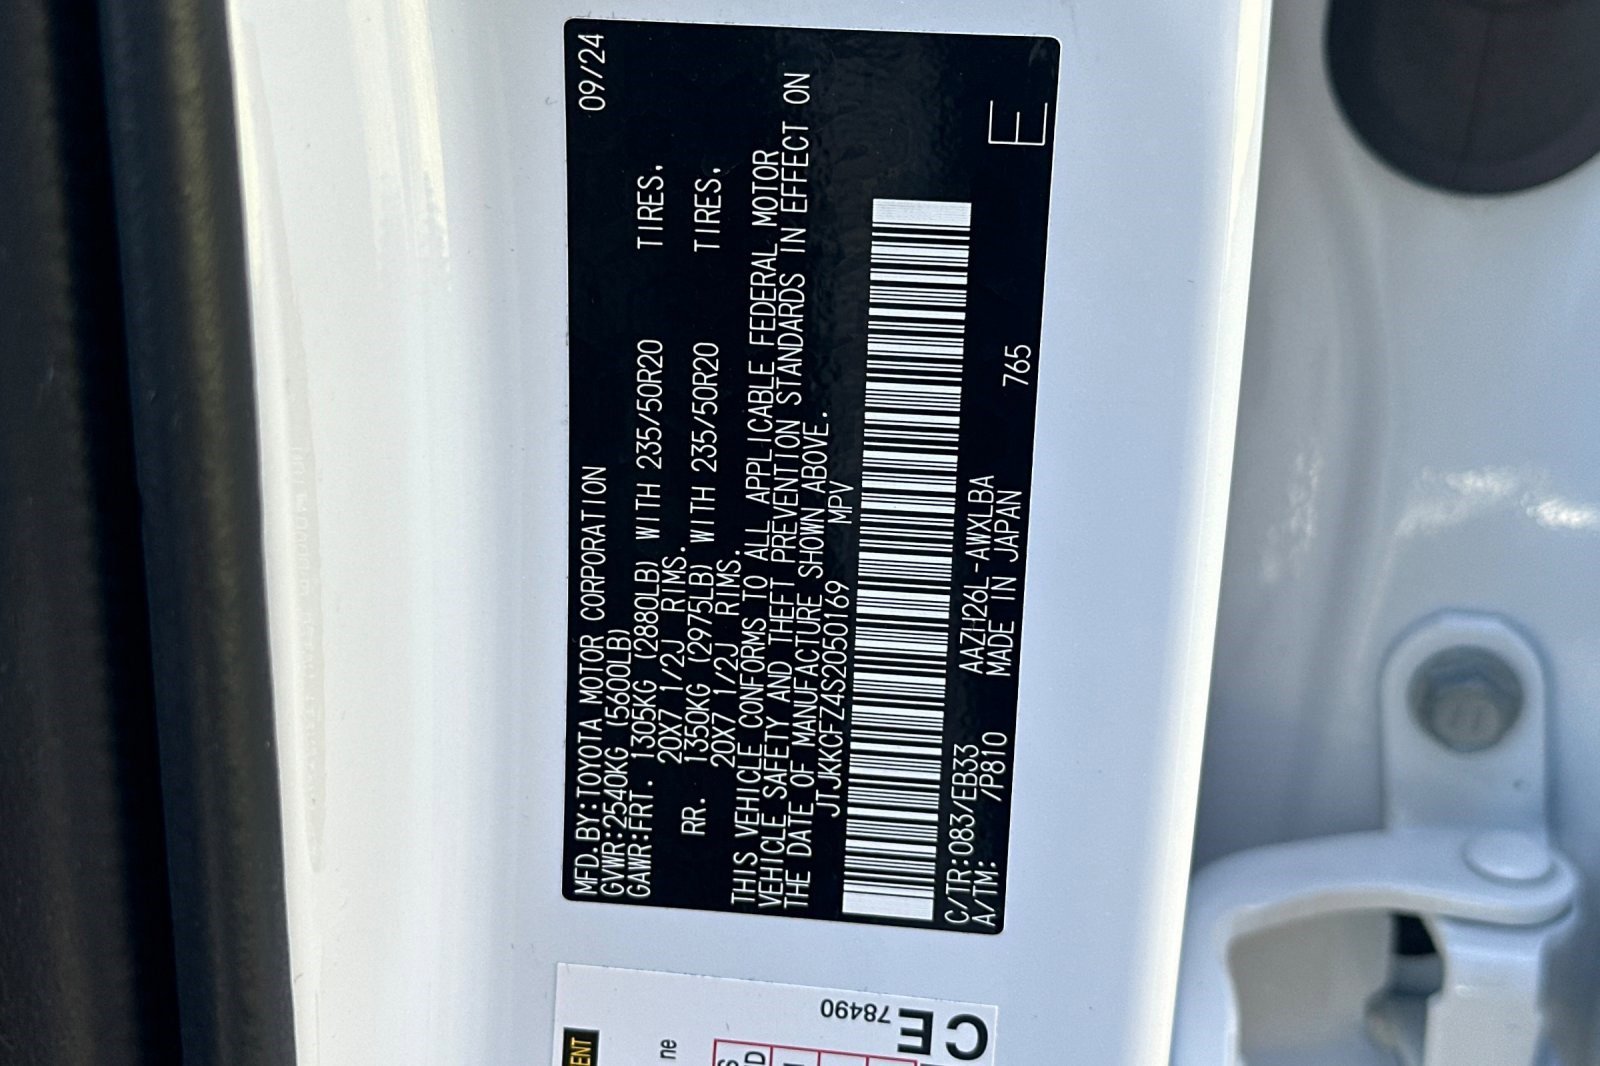 MFD.BY:TOYOTA MOTOR CORPORATION 09/24
GVWR:2540KG (5600LB)
GAWR:FRT. 1305KG (2880LB) WITH 235/50R20 TIRES,
20X7 1/2J RIMS.
RR. 1350KG (2975LB) WITH 235/50R20 TIRES,
20X7 1/2J RIMS.
THIS VEHICLE CONFORMS TO ALL APPLICABLE FEDERAL MOTOR
VEHICLE SAFETY AND THEFT PREVENTION STANDARDS IN EFFECT ON
THE DATE OF MANUFACTURE SHOWN ABOVE.
JTJKKCFZ4S2050169 MPV
C/TR:083/EB33 AAZH26L-AWXLBA
A/TM: /P810 MADE IN JAPAN 765
E
78490
CE
ne